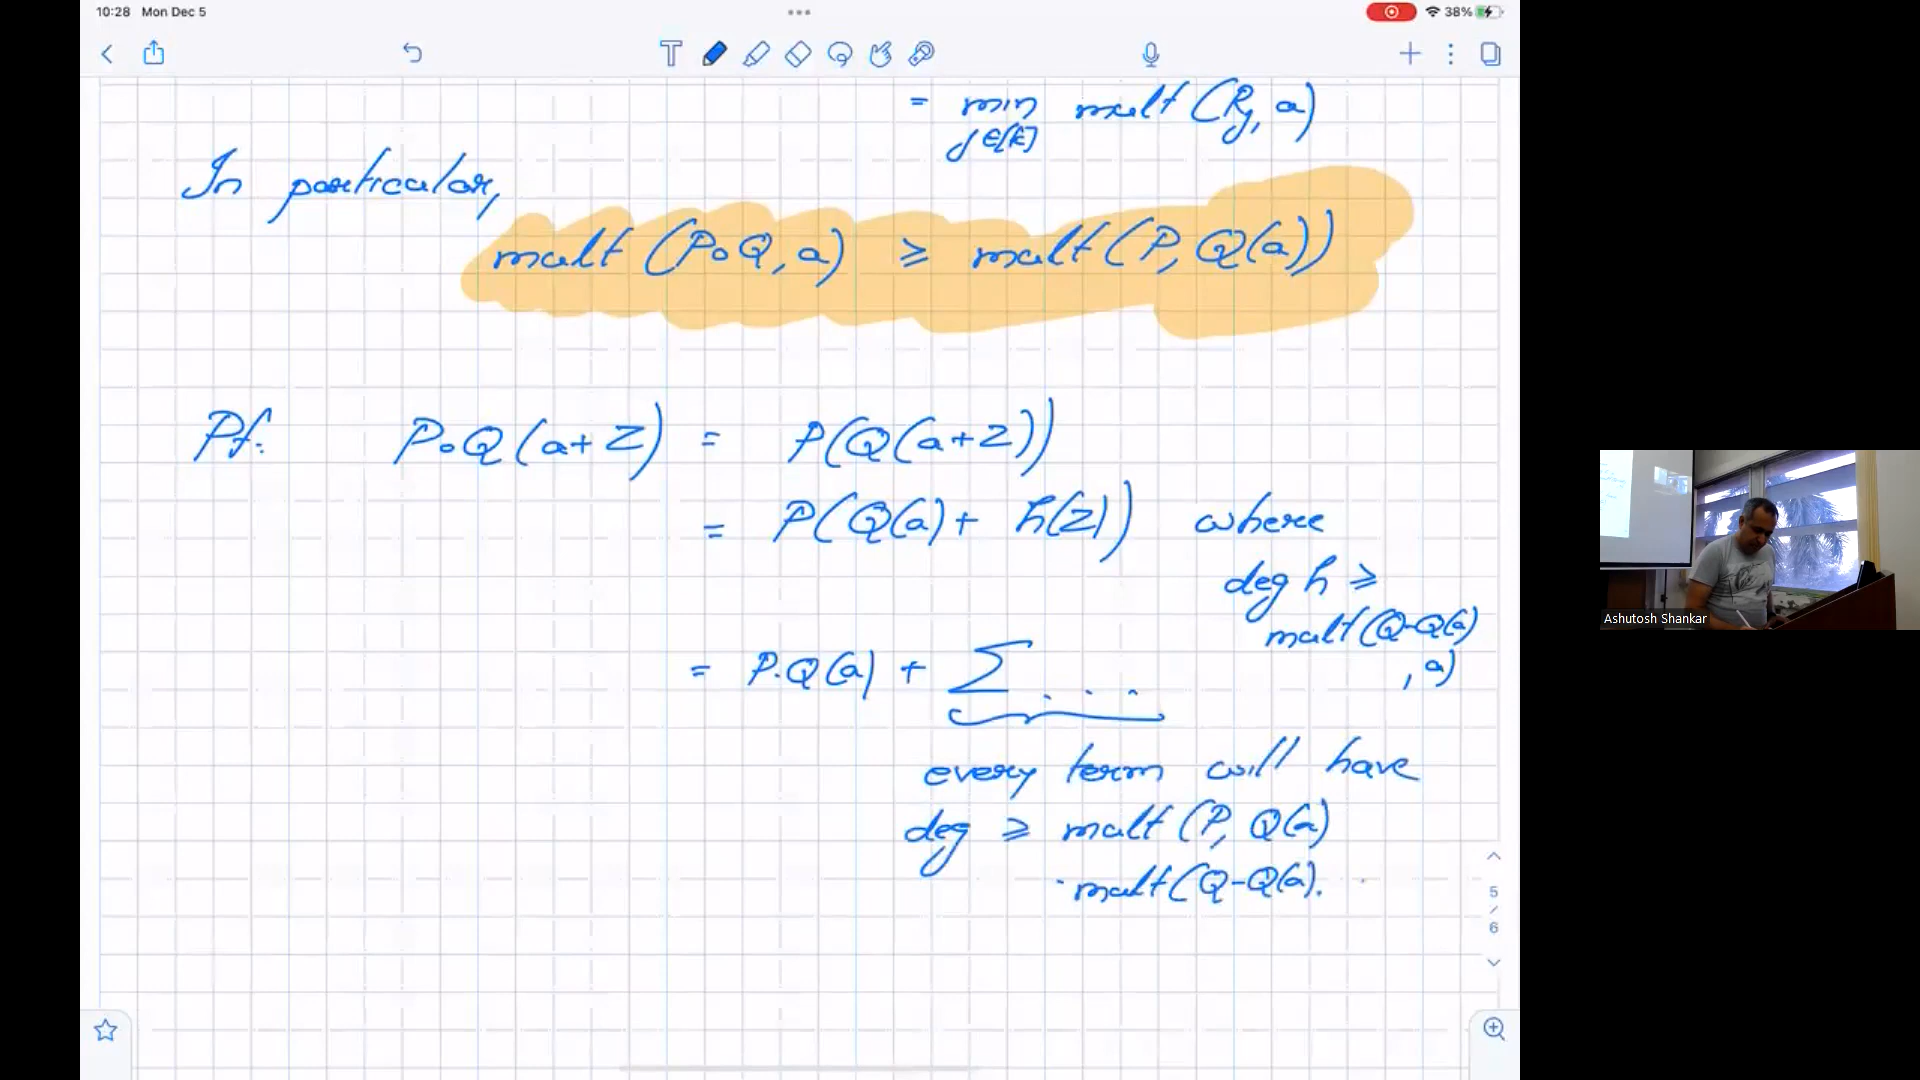 10:28 Mon Dec 5
38%
= min mult (Rj, a)
j∈[k]
In particular,
mult (P∘Q, a) ≥ mult (P, Q(a))
Pf: P∘Q (a+Z) = P(Q(a+Z))
= P(Q(a) + h(Z)) where
deg h ≥
mult (Q-Q(a)
, a)
= P∘Q(a) + Σ ...
every term will have
deg ≥ mult (P, Q(a)
· mult (Q-Q(a).
5
/
6
Ashutosh Shankar